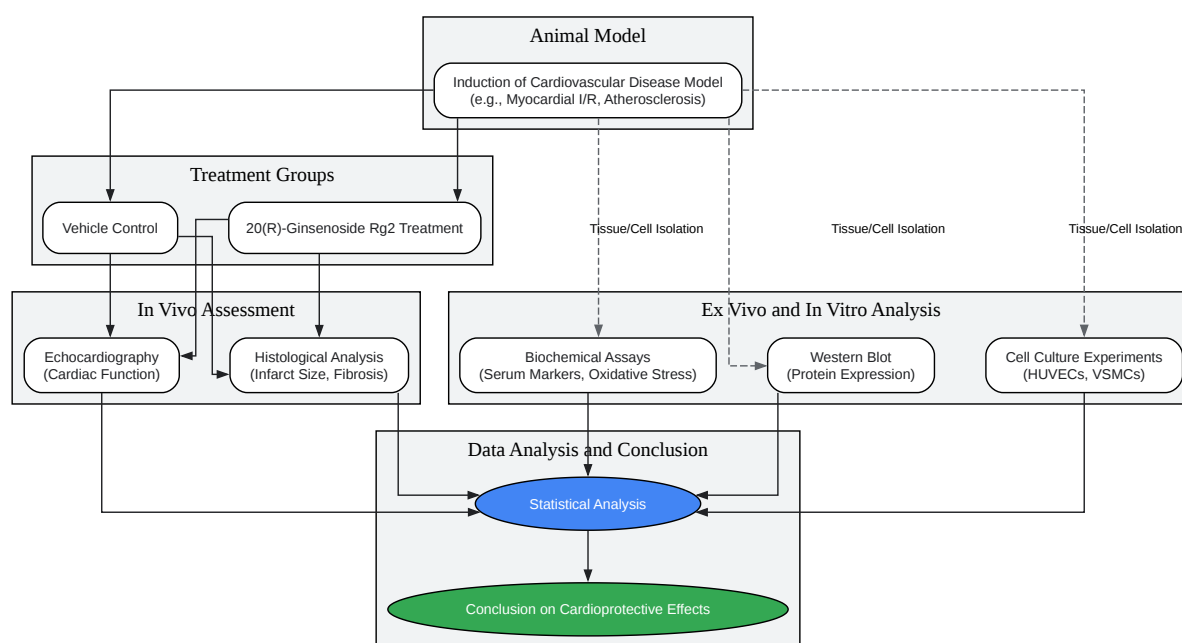 Animal Model
Induction of Cardiovascular Disease Model
(e.g., Myocardial I/R, Atherosclerosis)
Treatment Groups
Vehicle Control
20(R)-Ginsenoside Rg2 Treatment
Tissue/Cell Isolation
Tissue/Cell Isolation
Tissue/Cell Isolation
In Vivo Assessment
Echocardiography
(Cardiac Function)
Histological Analysis
(Infarct Size, Fibrosis)
Ex Vivo and In Vitro Analysis
Biochemical Assays
(Serum Markers, Oxidative Stress)
Western Blot
(Protein Expression)
Cell Culture Experiments
(HUVECs, VSMCs)
Data Analysis and Conclusion
Statistical Analysis
Conclusion on Cardioprotective Effects